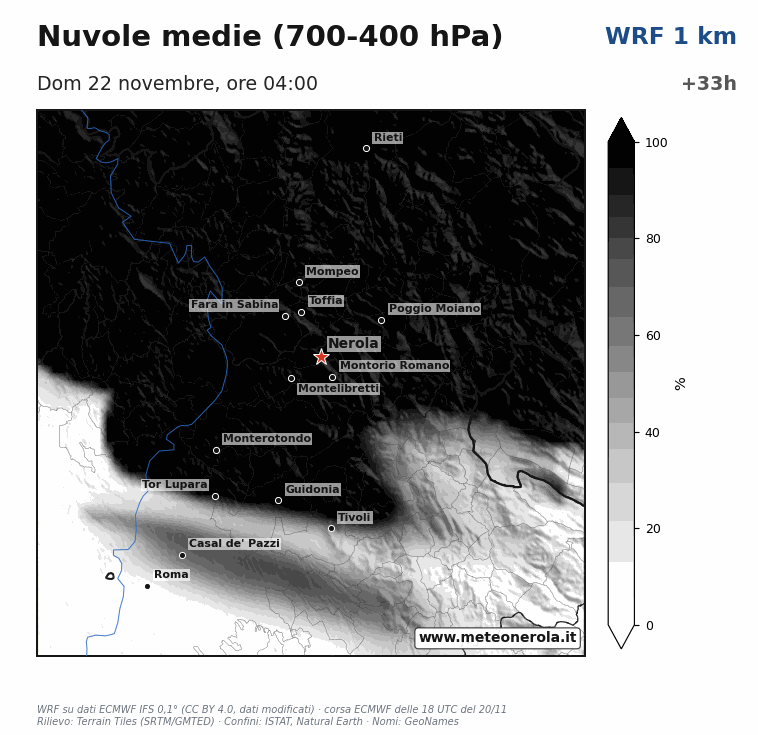 Nuvole medie (700-400 hPa)
WRF 1 km
Dom 22 novembre, ore 04:00
+33h
Rieti
Mompeo
Toffia
Fara in Sabina
Poggio Moiano
Nerola
Montorio Romano
Montelibretti
Monterotondo
Tor Lupara
Guidonia
Tivoli
Casal de' Pazzi
Roma
www.meteonerola.it
100
80
60
40
20
0
%
WRF su dati ECMWF IFS 0,1° (CC BY 4.0, dati modificati) · corsa ECMWF delle 18 UTC del 20/11
Rilievo: Terrain Tiles (SRTM/GMTED) · Confini: ISTAT, Natural Earth · Nomi: GeoNames